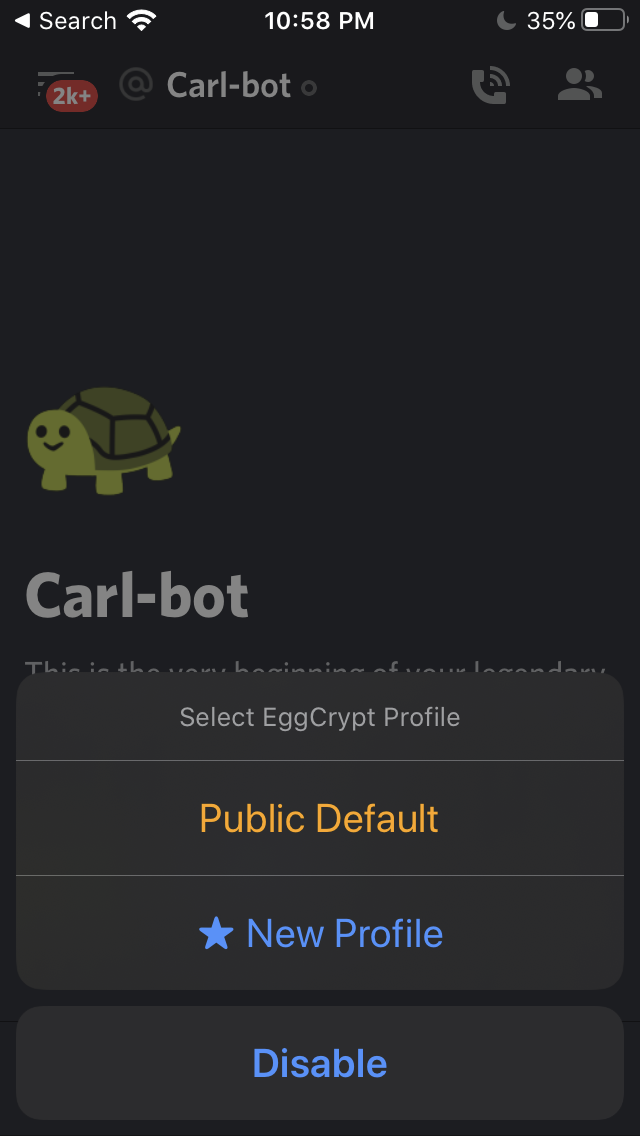 Search 10:58 PM 35%
2k+ Carl-bot
Carl-bot
This is the very beginning of your legendary
Select EggCrypt Profile
Public Default
New Profile
Disable